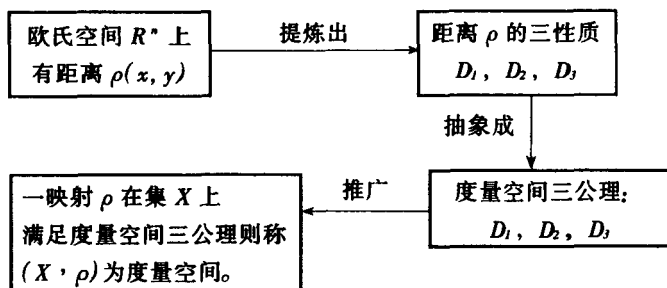 欧氏空间 Rⁿ 上
有距离 ρ(x, y)
提炼出
距离 ρ 的三性质
D₁, D₂, D₃
抽象成
度量空间三公理:
D₁, D₂, D₃
推广
一映射 ρ 在集 X 上
满足度量空间三公理则称
(X, ρ)为度量空间。